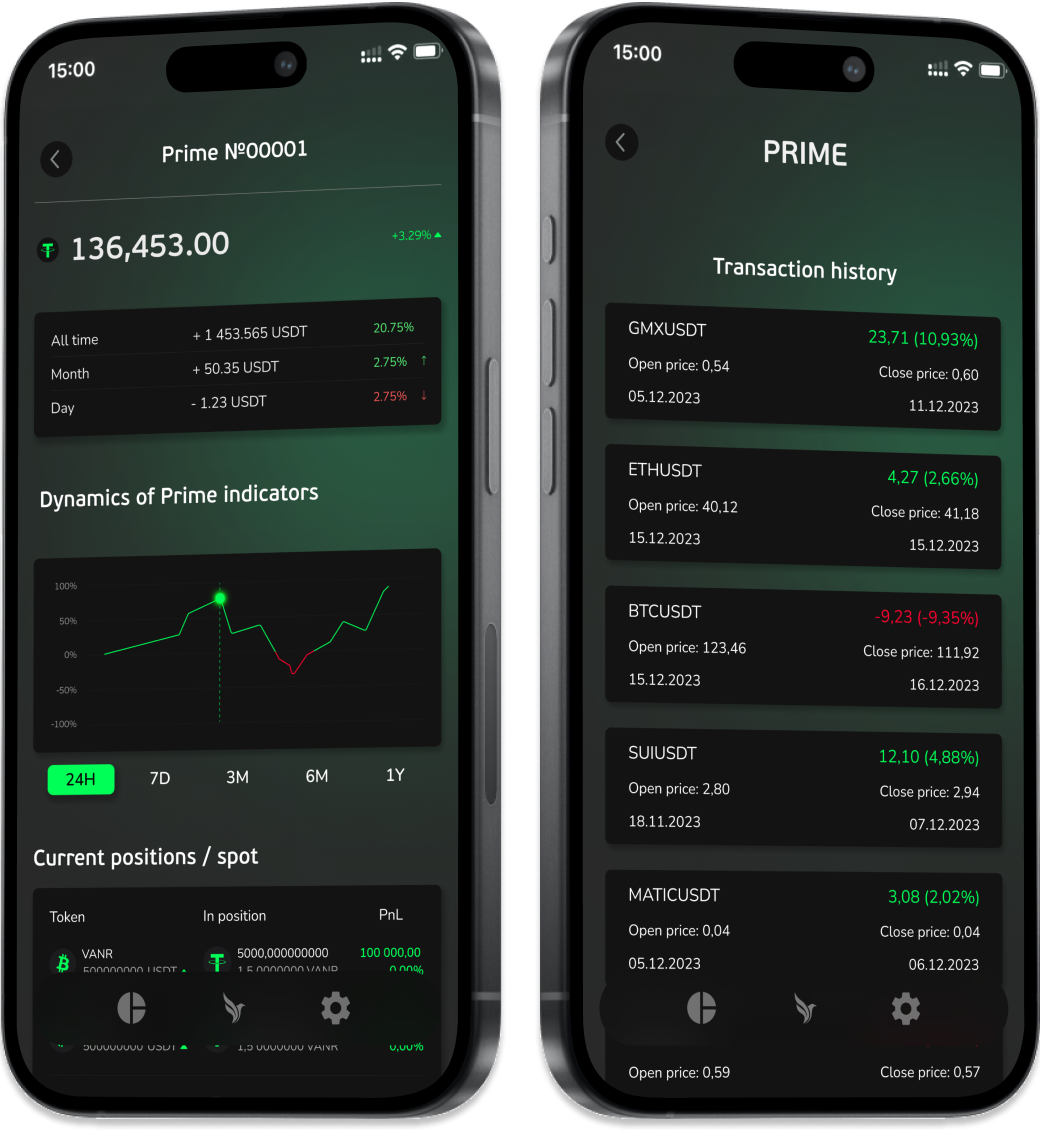 15:00
Prime №00001
136,453.00
+3.29%
All time + 1 453.565 USDT 20.75%
Month + 50.35 USDT 2.75% ↑
Day - 1.23 USDT 2.75% ↓
Dynamics of Prime indicators
100%
50%
0%
-50%
-100%
24H 7D 3M 6M 1Y
Current positions / spot
Token In position PnL
VANR 5000,000000000 100 000,00
500000000 USDT 1,5 0000000 VANR 0,00%
500000000 USDT 1,5 0000000 VANR 0,00%
15:00
PRIME
Transaction history
GMXUSDT 23,71 (10,93%)
Open price: 0,54 Close price: 0,60
05.12.2023 11.12.2023
ETHUSDT 4,27 (2,66%)
Open price: 40,12 Close price: 41,18
15.12.2023 15.12.2023
BTCUSDT -9,23 (-9,35%)
Open price: 123,46 Close price: 111,92
15.12.2023 16.12.2023
SUIUSDT 12,10 (4,88%)
Open price: 2,80 Close price: 2,94
18.11.2023 07.12.2023
MATICUSDT 3,08 (2,02%)
Open price: 0,04 Close price: 0,04
05.12.2023 06.12.2023
Open price: 0,59 Close price: 0,57